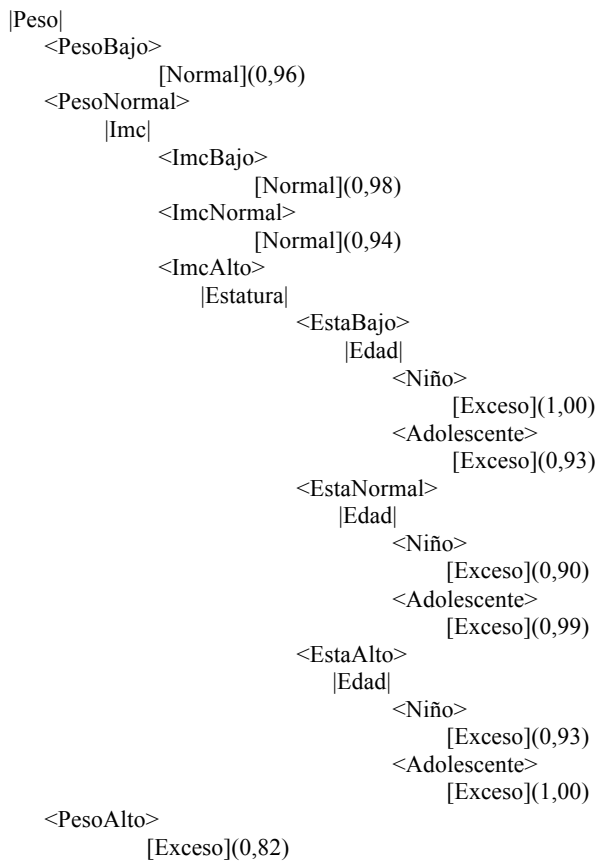 |Peso|
<PesoBajo>
[Normal](0,96)
<PesoNormal>
|Imc|
<ImcBajo>
[Normal](0,98)
<ImcNormal>
[Normal](0,94)
<ImcAlto>
|Estatura|
<EstaBajo>
|Edad|
<Niño>
[Exceso](1,00)
<Adolescente>
[Exceso](0,93)
<EstaNormal>
|Edad|
<Niño>
[Exceso](0,90)
<Adolescente>
[Exceso](0,99)
<EstaAlto>
|Edad|
<Niño>
[Exceso](0,93)
<Adolescente>
[Exceso](1,00)
<PesoAlto>
[Exceso](0,82)